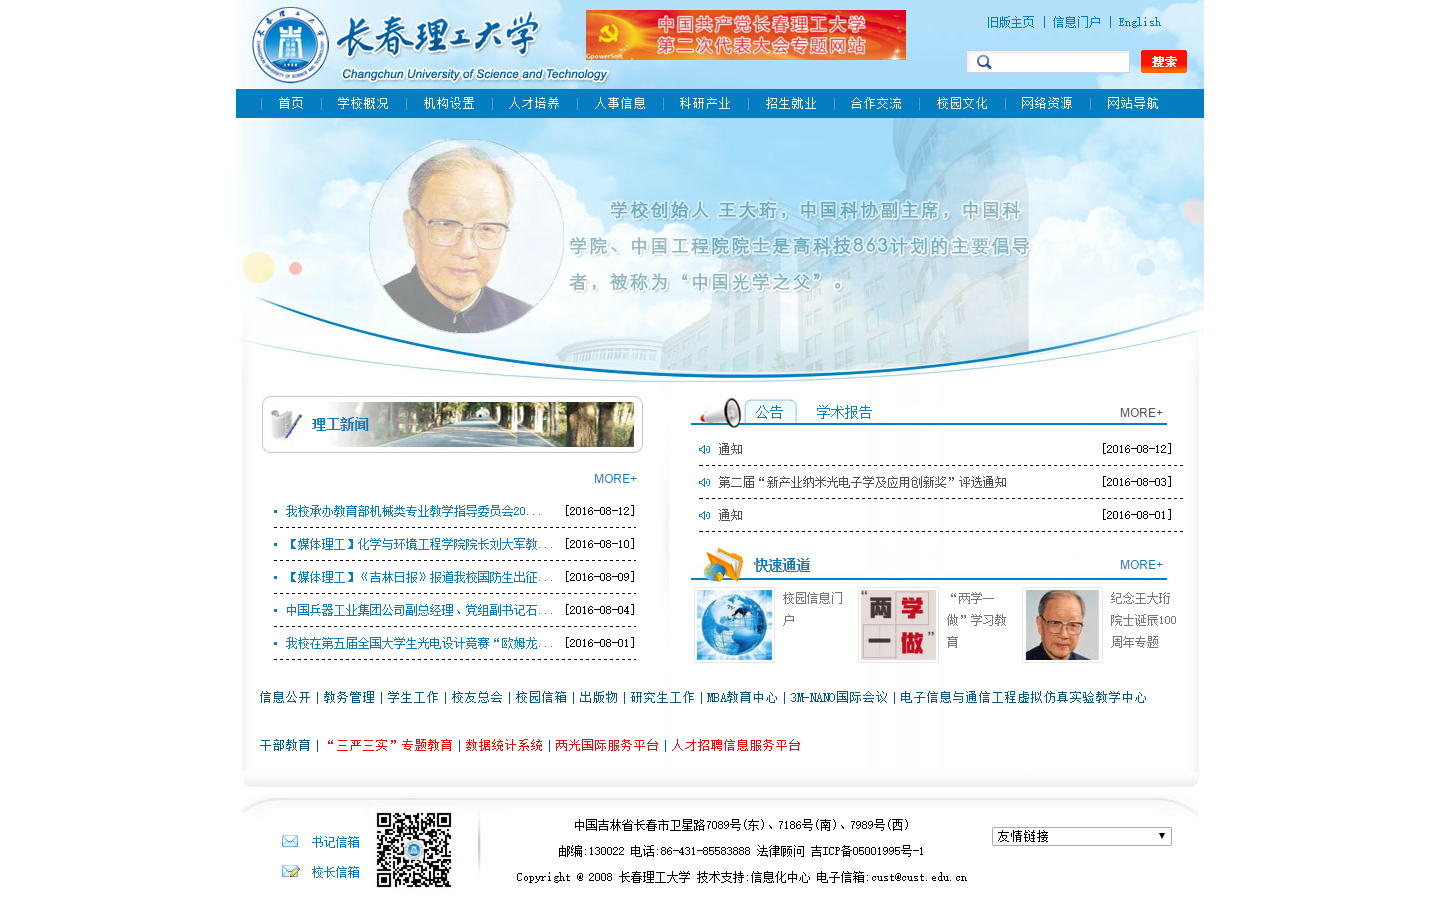 长春理工大学
Changchun University of Science and Technology
中国共产党长春理工大学
第二次代表大会专题网站
GpowerSoft
旧版主页 | 信息门户 | English
搜索
首页 学校概况 机构设置 人才培养 人事信息 科研产业 招生就业 合作交流 校园文化 网络资源 网站导航
学校创始人 王大珩，中国科协副主席，中国科
学院、中国工程院院士是高科技863计划的主要倡导
者，被称为“中国光学之父”。
理工新闻
MORE+
我校承办教育部机械类专业教学指导委员会20... [2016-08-12]
【媒体理工】化学与环境工程学院院长刘大军教... [2016-08-10]
【媒体理工】《吉林日报》报道我校国防生出征... [2016-08-09]
中国兵器工业集团公司副总经理、党组副书记石... [2016-08-04]
我校在第五届全国大学生光电设计竞赛“欧姆龙... [2016-08-01]
公告 学术报告 MORE+
通知 [2016-08-12]
第二届“新产业纳米光电子学及应用创新奖”评选通知 [2016-08-03]
通知 [2016-08-01]
快速通道 MORE+
校园信息门
户
“两学
一做”
“两学一
做”学习教
育
纪念王大珩
院士诞辰100
周年专题
信息公开 | 教务管理 | 学生工作 | 校友总会 | 校园信箱 | 出版物 | 研究生工作 | MBA教育中心 | 3M-NANO国际会议 | 电子信息与通信工程虚拟仿真实验教学中心
干部教育 | “三严三实”专题教育 | 数据统计系统 | 两光国际服务平台 | 人才招聘信息服务平台
书记信箱
校长信箱
中国吉林省长春市卫星路7089号(东)、7186号(南)、7989号(西)
邮编:130022 电话:86-431-85583888 法律顾问 吉ICP备05001995号-1
Copyright @ 2008 长春理工大学 技术支持:信息化中心 电子信箱:cust@cust.edu.cn
友情链接